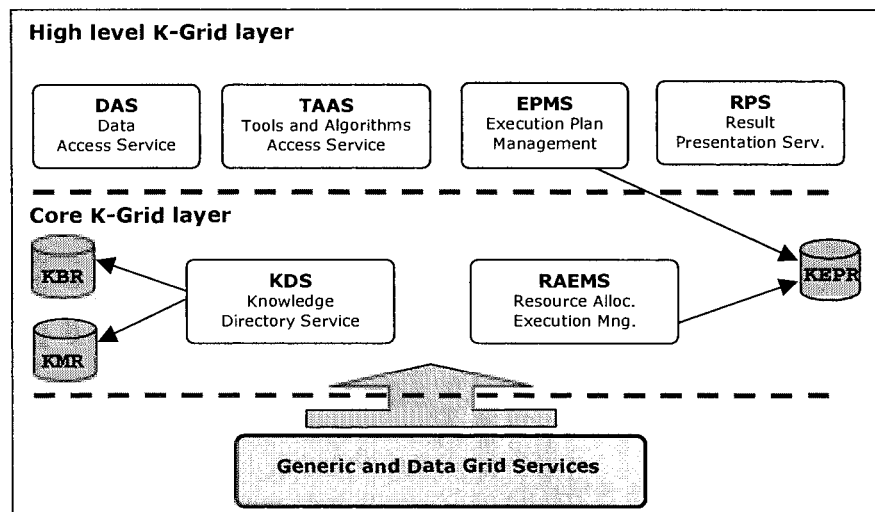 High level K-Grid layer
DAS
Data
Access Service
TAAS
Tools and Algorithms
Access Service
EPMS
Execution Plan
Management
RPS
Result
Presentation Serv.
Core K-Grid layer
KBR
KMR
KDS
Knowledge
Directory Service
RAEMS
Resource Alloc.
Execution Mng.
KEPR
Generic and Data Grid Services